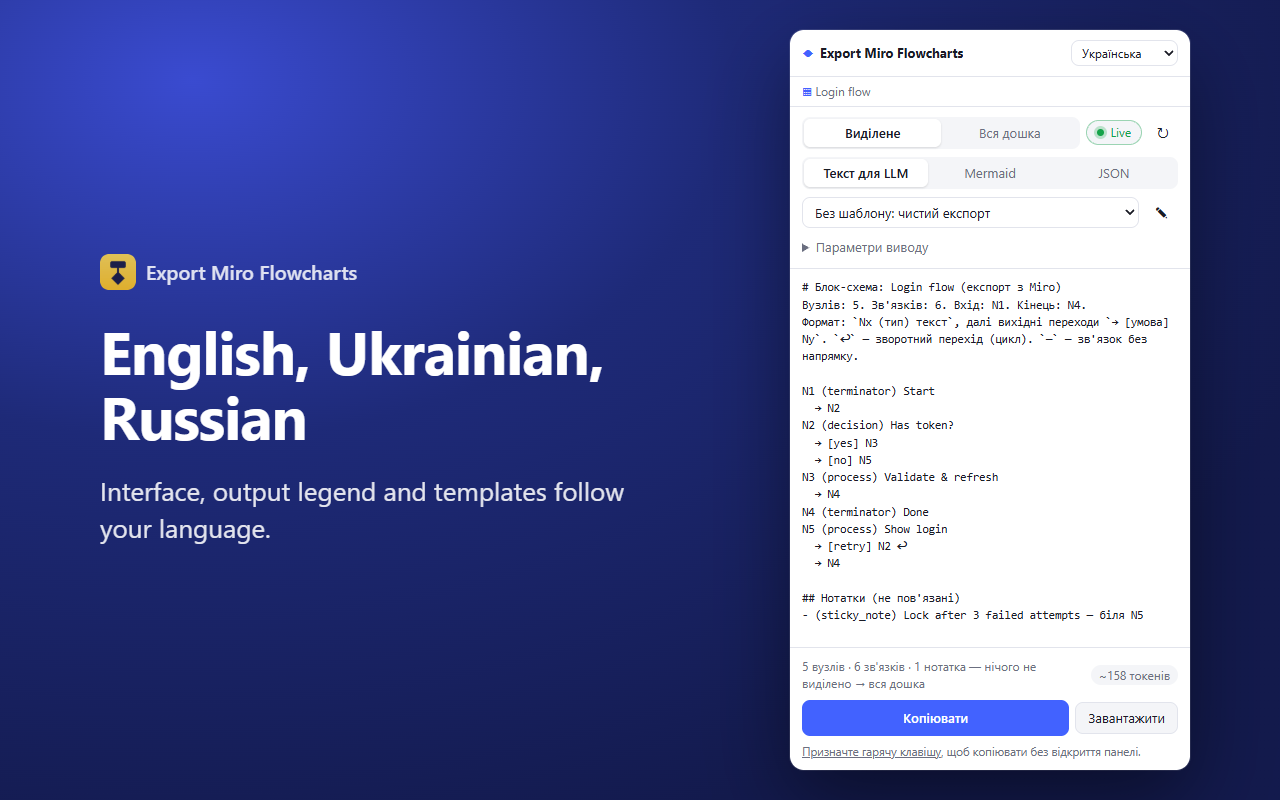 Export Miro Flowcharts
English, Ukrainian,
Russian
Interface, output legend and templates follow
your language.
Export Miro Flowcharts
Українська
Login flow
Виділене
Вся дошка
Live
Текст для LLM
Mermaid
JSON
Без шаблону: чистий експорт
Параметри виводу
# Блок-схема: Login flow (експорт з Miro)
Вузлів: 5. Зв'язків: 6. Вхід: N1. Кінець: N4.
Формат: `Nx (тип) текст`, далі вихідні переходи `→ [умова]
Ny`. `↩` — зворотний перехід (цикл). `—` — зв'язок без
напрямку.
N1 (terminator) Start
→ N2
N2 (decision) Has token?
→ [yes] N3
→ [no] N5
N3 (process) Validate & refresh
→ N4
N4 (terminator) Done
N5 (process) Show login
→ [retry] N2 ↩
→ N4
## Нотатки (не пов'язані)
- (sticky_note) Lock after 3 failed attempts — біля N5
5 вузлів · 6 зв'язків · 1 нотатка — нічого не
виділено → вся дошка
~158 токенів
Копіювати
Завантажити
Призначте гарячу клавішу, щоб копіювати без відкриття панелі.